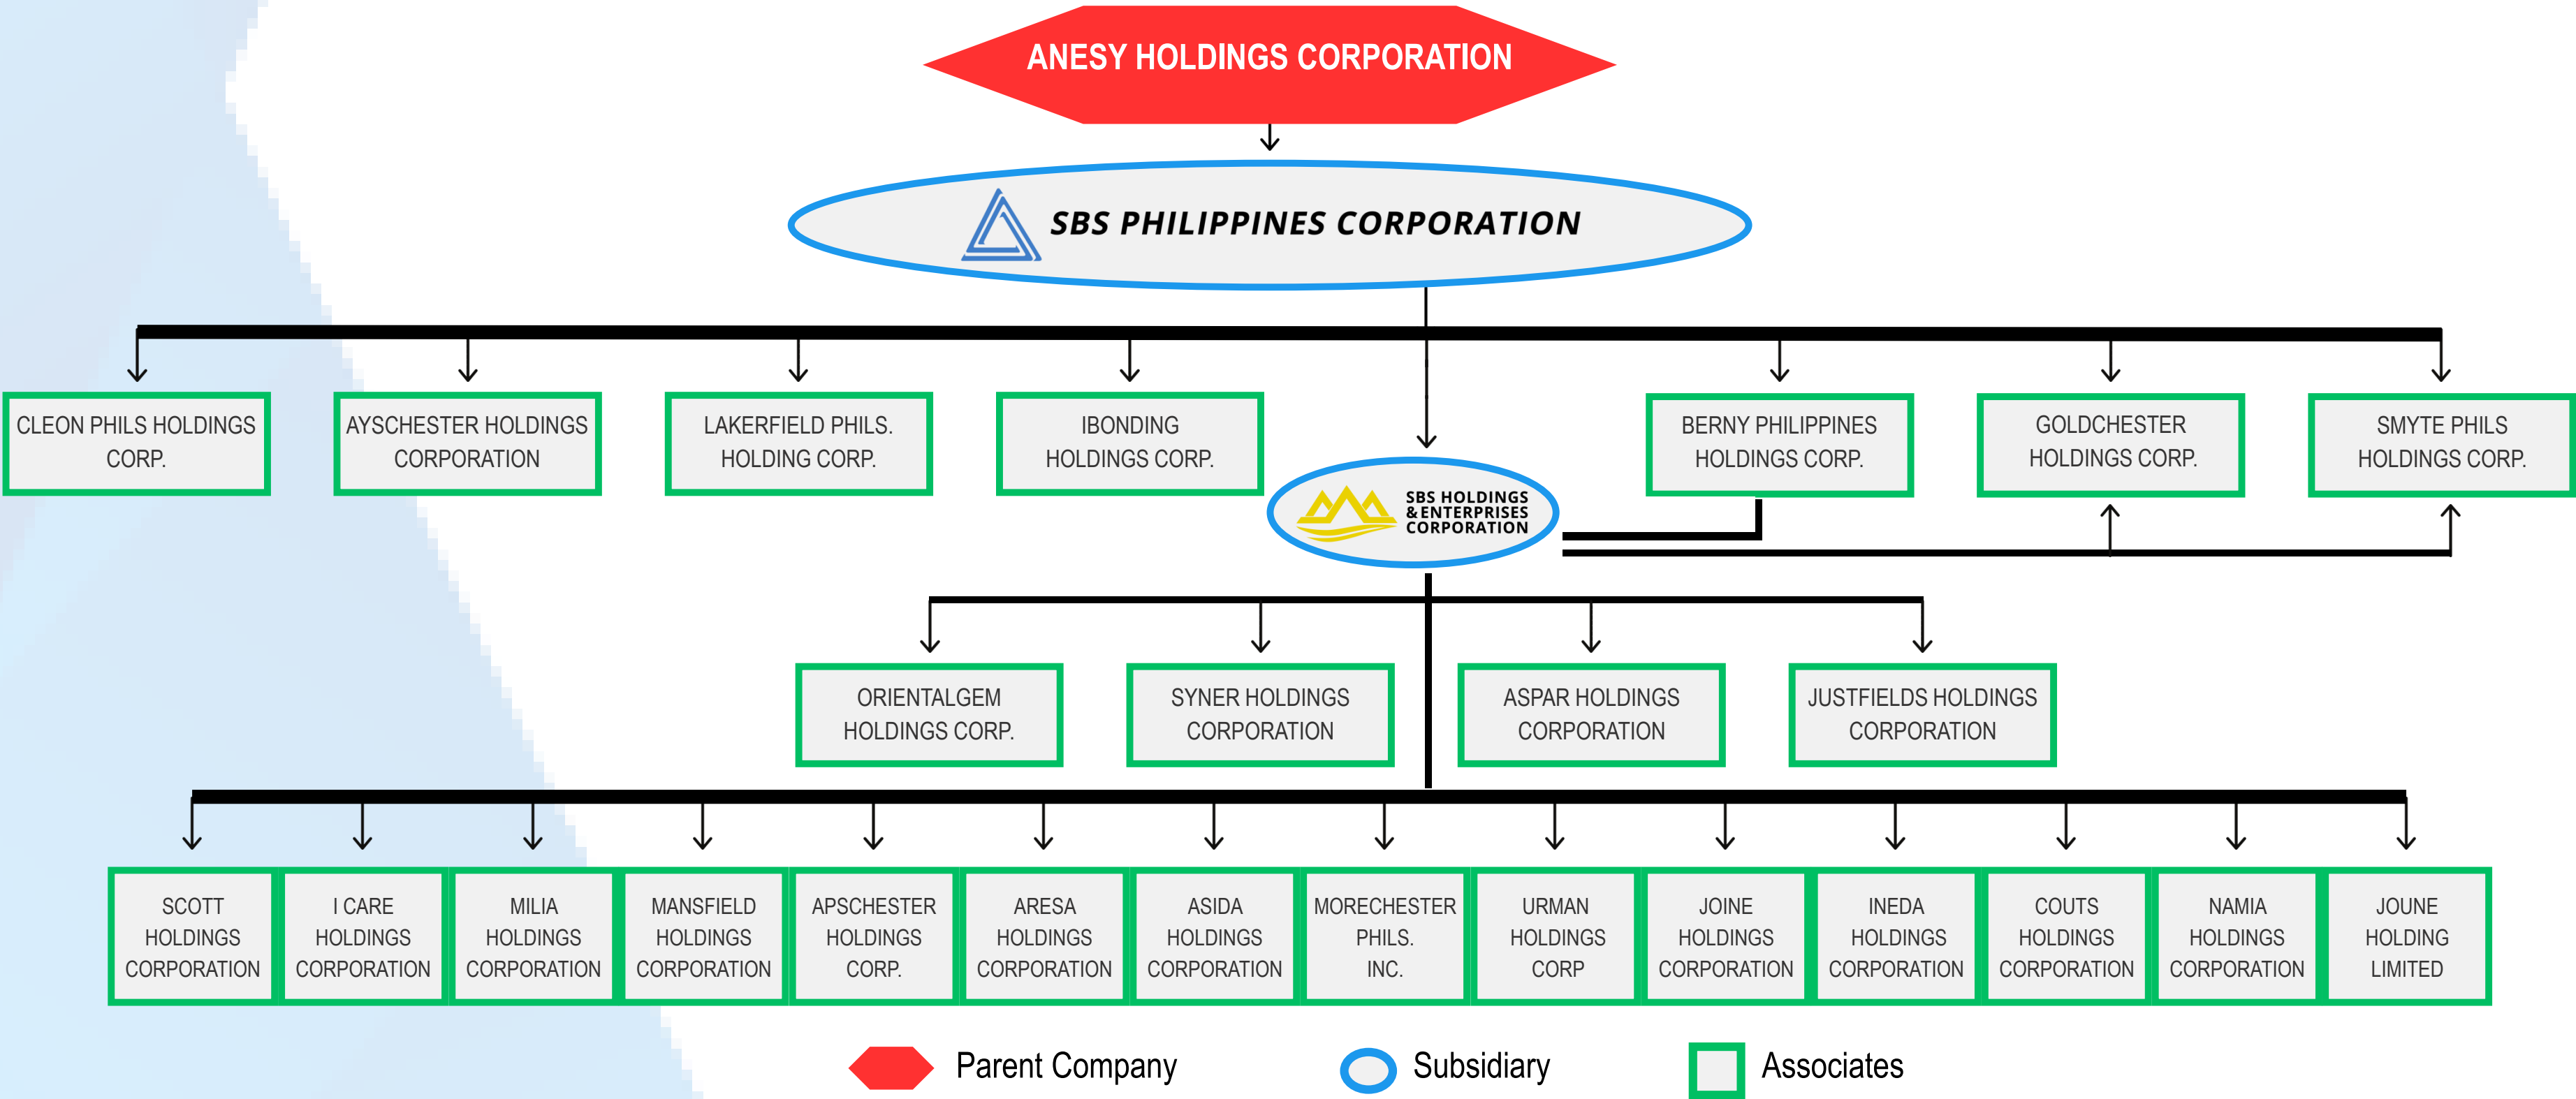 ANESY HOLDINGS CORPORATION
SBS PHILIPPINES CORPORATION
CLEON PHILS HOLDINGS
CORP.
AYSCHESTER HOLDINGS
CORPORATION
LAKERFIELD PHILS.
HOLDING CORP.
IBONDING
HOLDINGS CORP.
BERNY PHILIPPINES
HOLDINGS CORP.
GOLDCHESTER
HOLDINGS CORP.
SMYTE PHILS
HOLDINGS CORP.
SBS HOLDINGS
& ENTERPRISES
CORPORATION
ORIENTALGEM
HOLDINGS CORP.
SYNER HOLDINGS
CORPORATION
ASPAR HOLDINGS
CORPORATION
JUSTFIELDS HOLDINGS
CORPORATION
SCOTT
HOLDINGS
CORPORATION
I CARE
HOLDINGS
CORPORATION
MILIA
HOLDINGS
CORPORATION
MANSFIELD
HOLDINGS
CORPORATION
APSCHESTER
HOLDINGS
CORP.
ARESA
HOLDINGS
CORPORATION
ASIDA
HOLDINGS
CORPORATION
MORECHESTER
PHILS.
INC.
URMAN
HOLDINGS
CORP
JOINE
HOLDINGS
CORPORATION
INEDA
HOLDINGS
CORPORATION
COUTS
HOLDINGS
CORPORATION
NAMIA
HOLDINGS
CORPORATION
JOUNE
HOLDING
LIMITED
Parent Company
Subsidiary
Associates